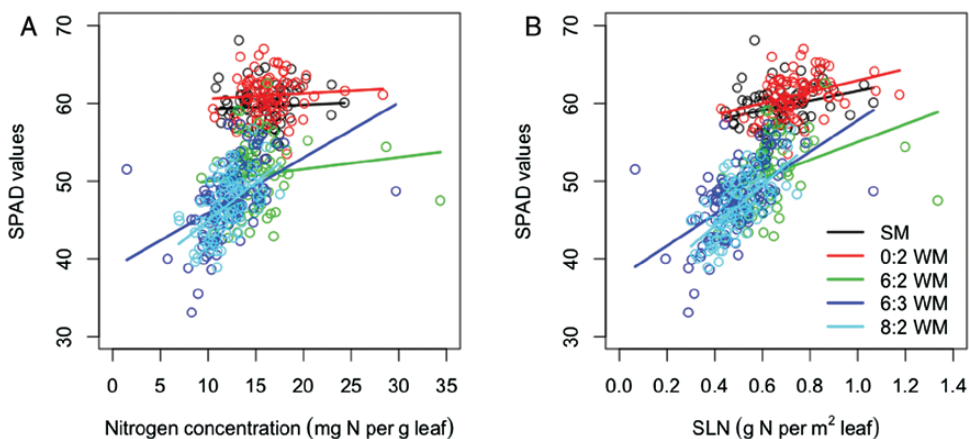 A
SPAD values
70
60
50
40
30
0 5 10 15 20 25 30 35
Nitrogen concentration (mg N per g leaf)
B
SPAD values
70
60
50
40
30
SM
0:2 WM
6:2 WM
6:3 WM
8:2 WM
0.0 0.2 0.4 0.6 0.8 1.0 1.2 1.4
SLN (g N per m² leaf)